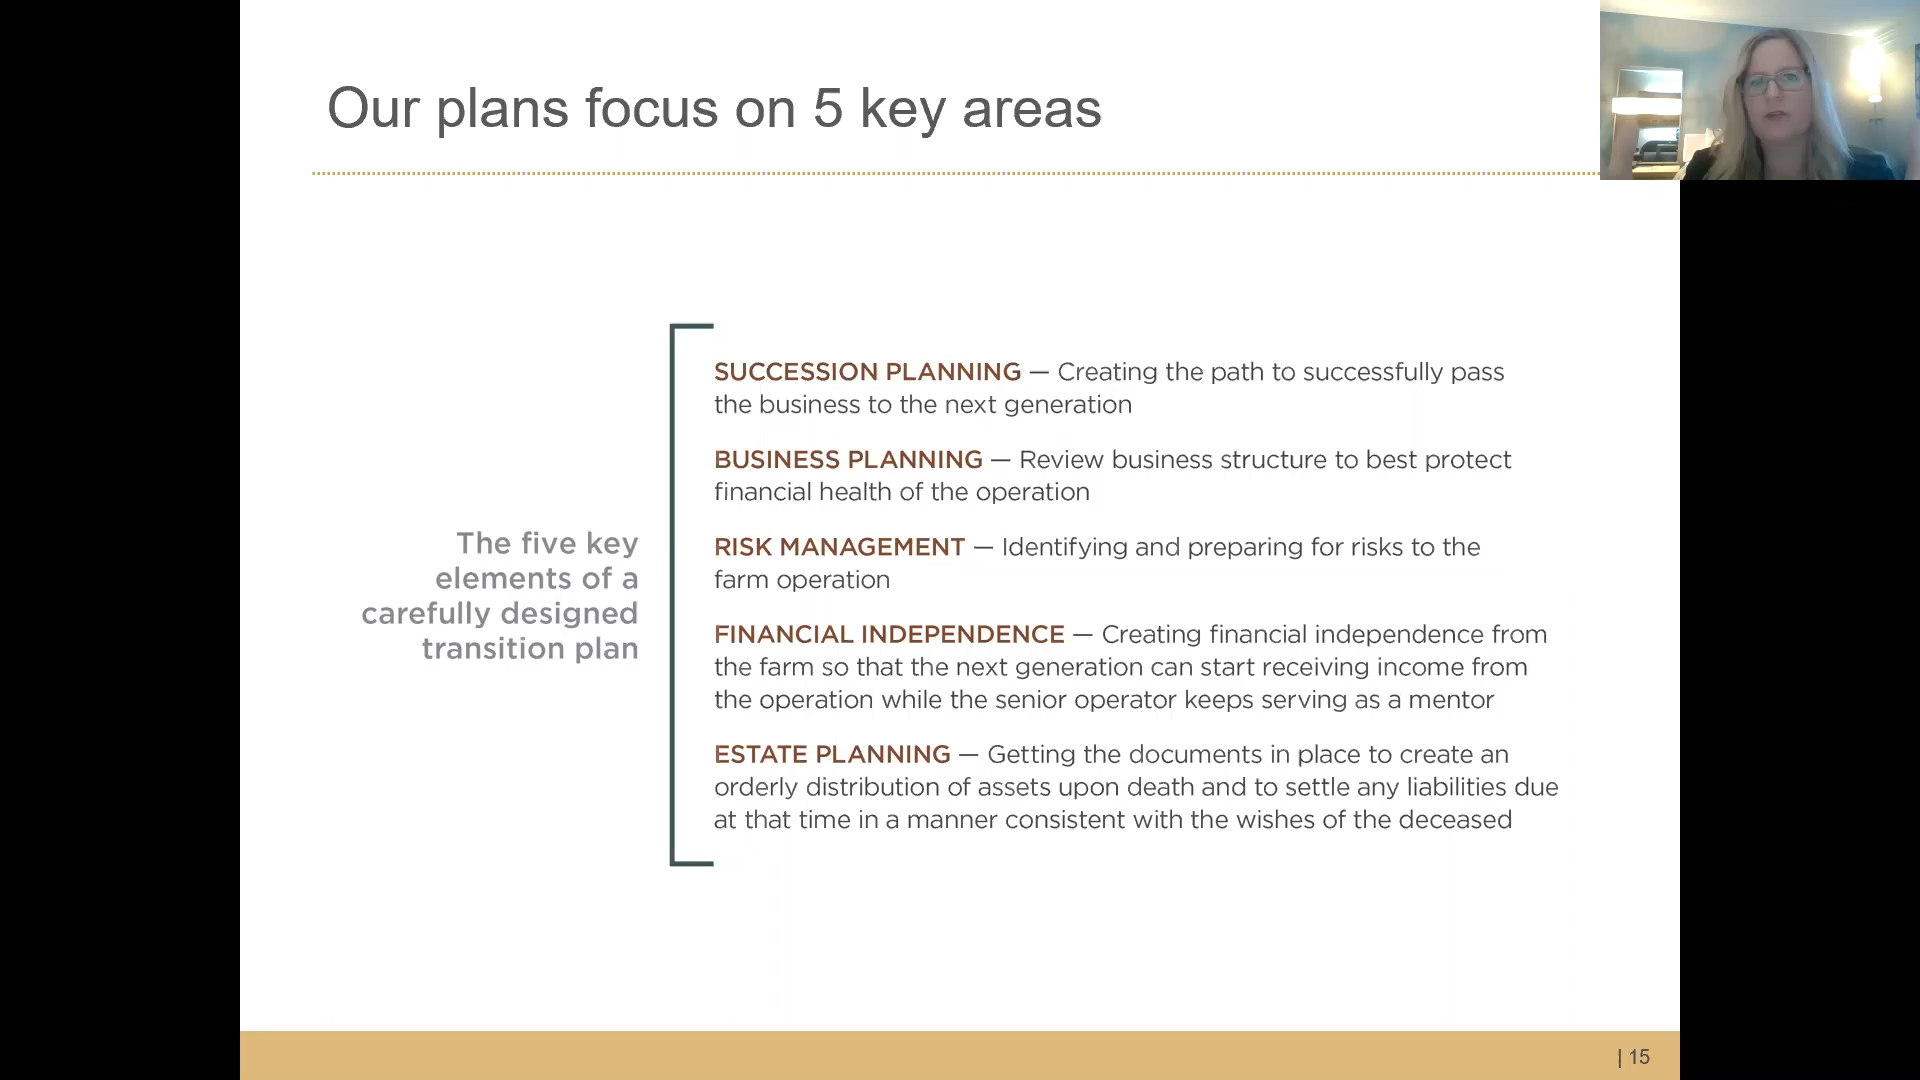 Our plans focus on 5 key areas
The five key
elements of a
carefully designed
transition plan
SUCCESSION PLANNING — Creating the path to successfully pass
the business to the next generation
BUSINESS PLANNING — Review business structure to best protect
financial health of the operation
RISK MANAGEMENT — Identifying and preparing for risks to the
farm operation
FINANCIAL INDEPENDENCE — Creating financial independence from
the farm so that the next generation can start receiving income from
the operation while the senior operator keeps serving as a mentor
ESTATE PLANNING — Getting the documents in place to create an
orderly distribution of assets upon death and to settle any liabilities due
at that time in a manner consistent with the wishes of the deceased
| 15